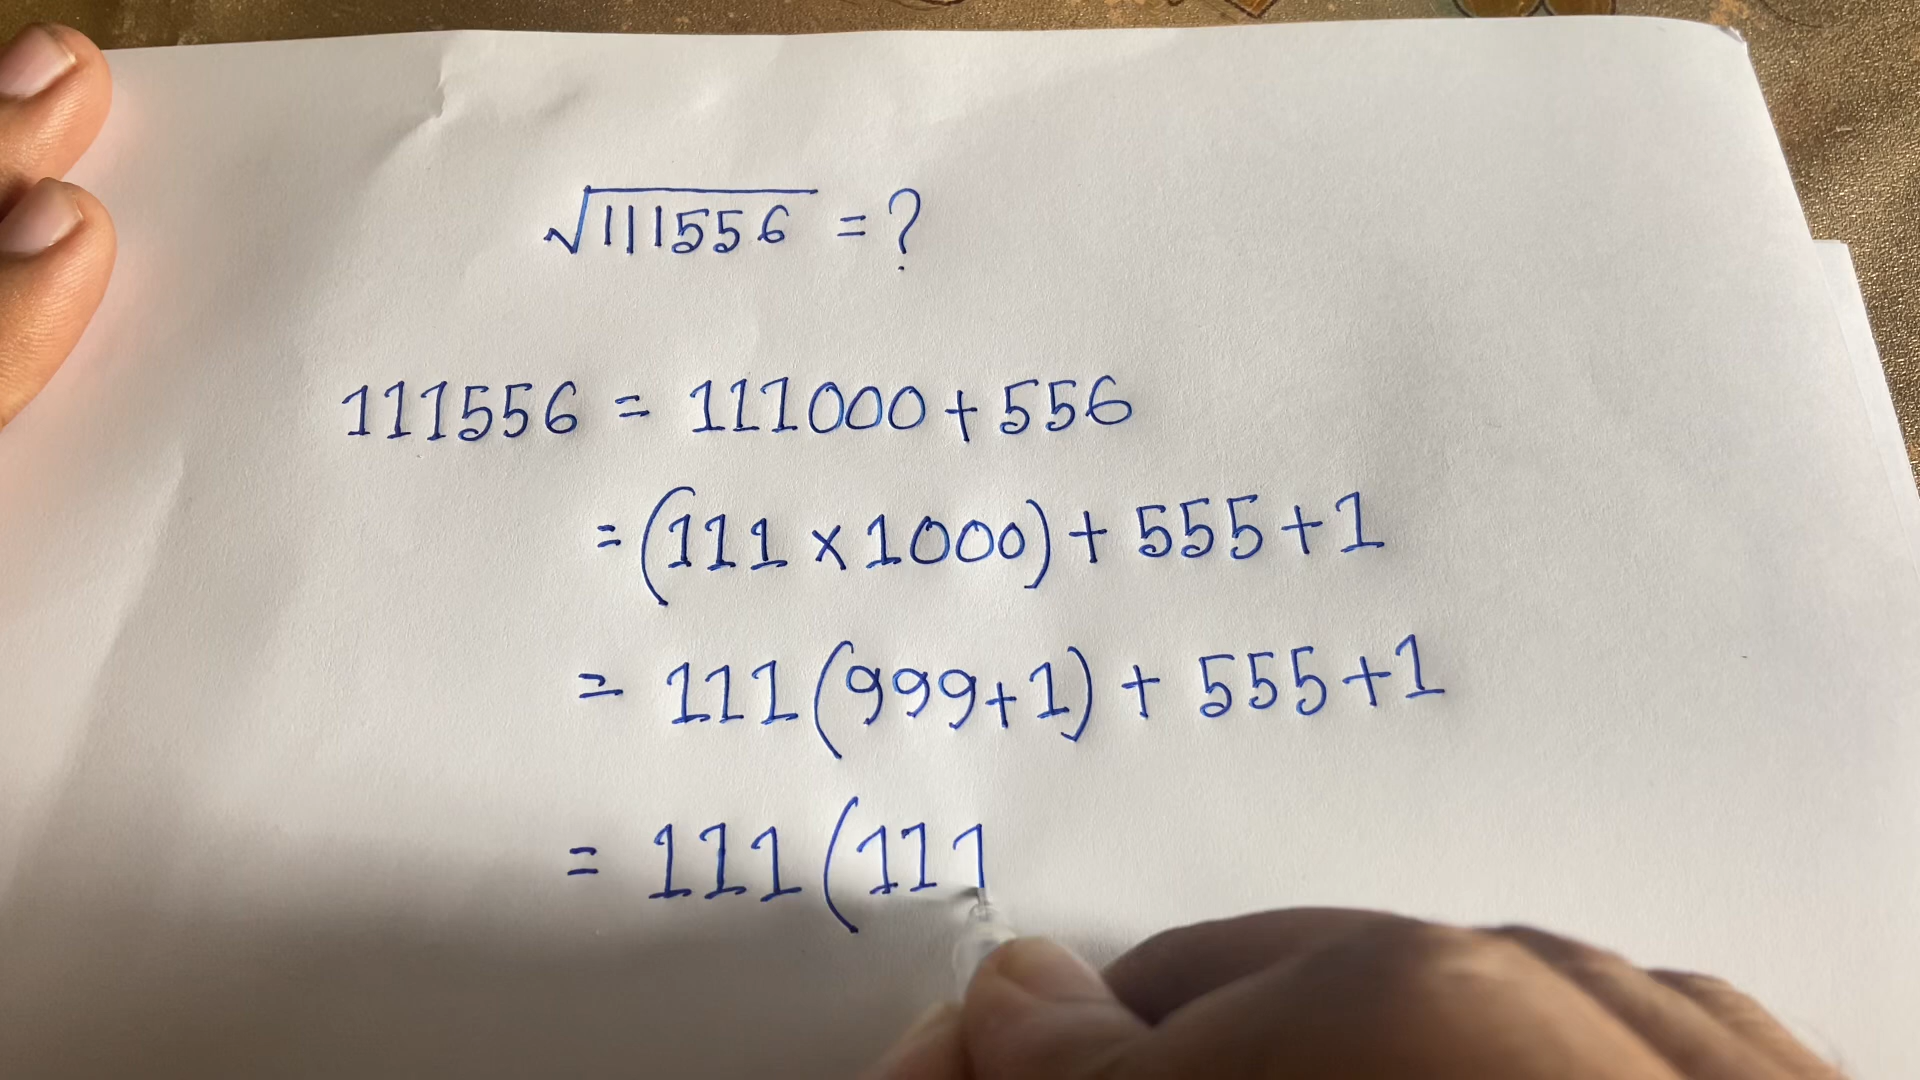 √111556 = ?
111556 = 111000 + 556
= (111 × 1000) + 555 + 1
= 111 (999 + 1) + 555 + 1
= 111 (111